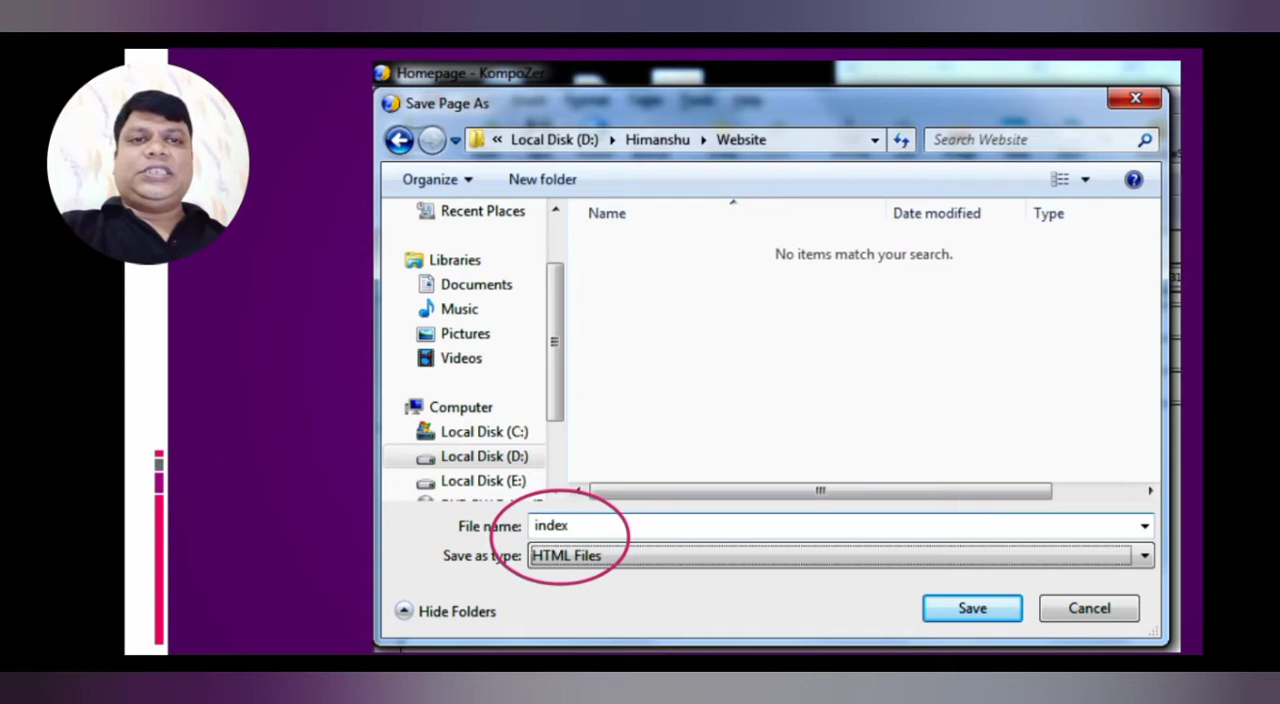 Homepage - KompoZer
Save Page As
« Local Disk (D:) Himanshu Website
Search Website
Organize New folder
Name Date modified Type
Recent Places
No items match your search.
Libraries
Documents
Music
Pictures
Videos
Computer
Local Disk (C:)
Local Disk (D:)
Local Disk (E:)
File name: index
Save as type: HTML Files
Hide Folders Save Cancel